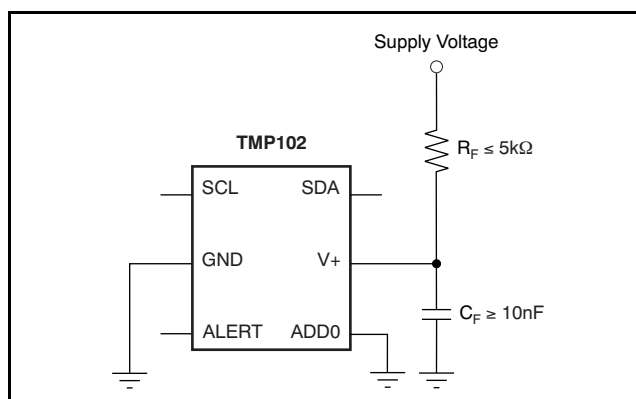 Supply Voltage
TMP102
R_F ≤ 5kΩ
SCL SDA
GND V+
C_F ≥ 10nF
ALERT ADD0